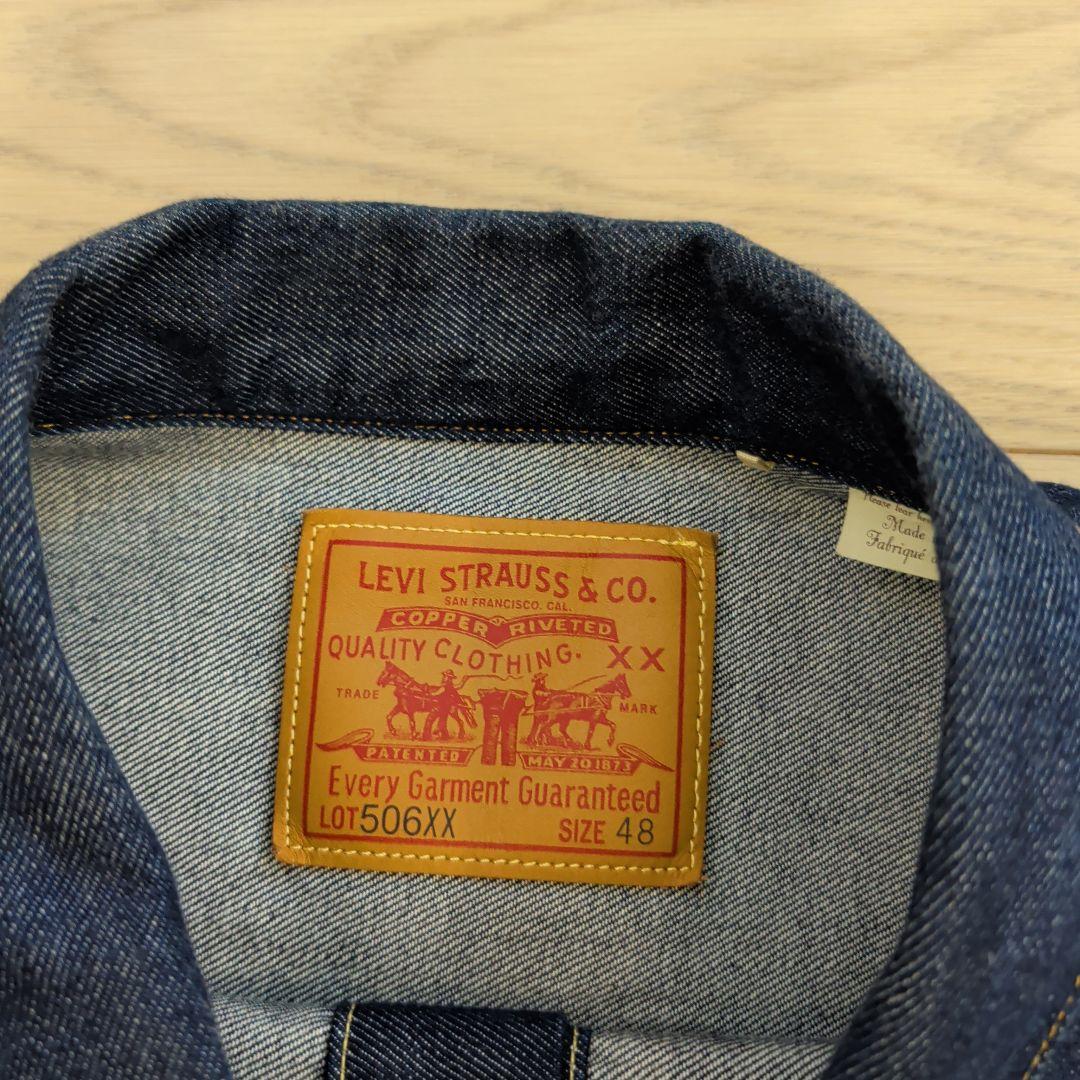 LEVI STRAUSS & CO.
SAN FRANCISCO. CAL.
COPPER RIVETED
QUALITY CLOTHING. XX
TRADE MARK
PATENTED MAY 20 1873
Every Garment Guaranteed
LOT 506XX SIZE 48
Please
Made
Fabriqué